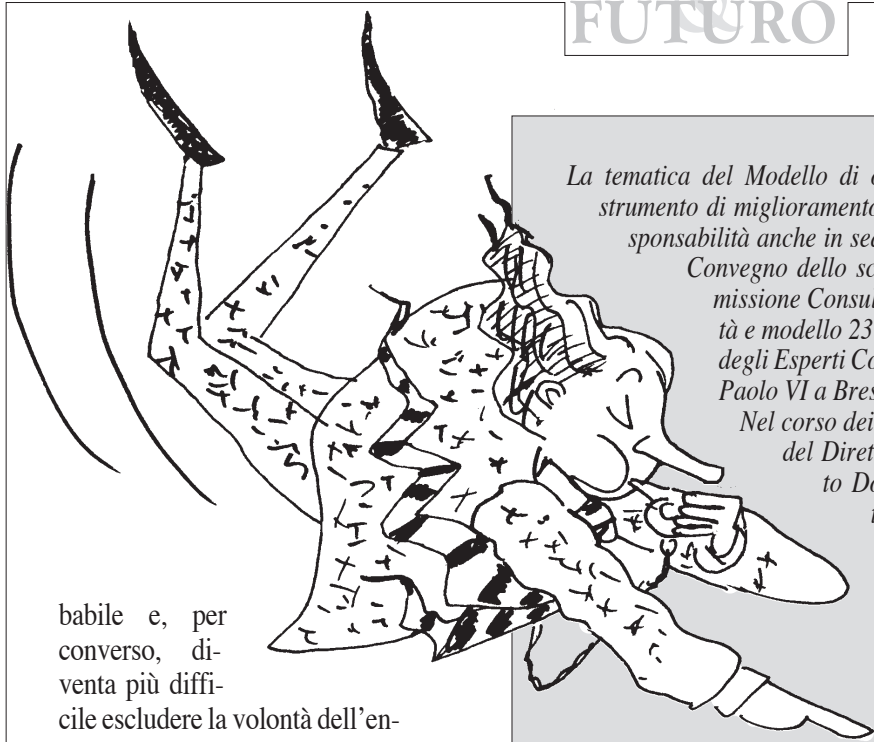 FUTURO
La tematica del Modello di
strumento di miglioramento
sponsabilità anche in se
Convegno dello sc
missione Consul
tà e modello 23
degli Esperti Co
Paolo VI a Bres
Nel corso dei
del Diret
to Do
babile e, per
converso, di-
venta più diffi-
cile escludere la volontà dell'en-